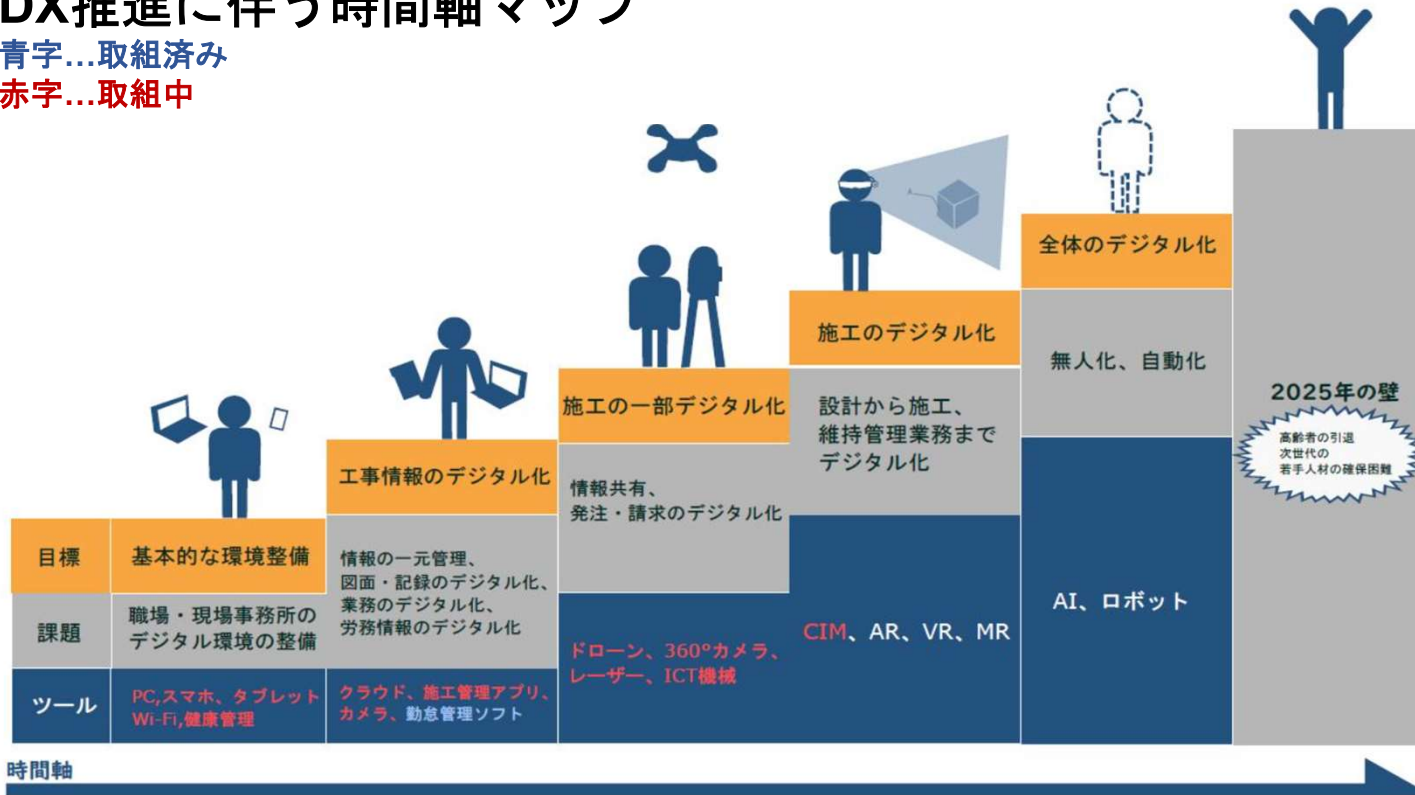 DX推進に伴う時間軸マップ
青字…取組済み
赤字…取組中
目標
課題
ツール
基本的な環境整備
職場・現場事務所の
デジタル環境の整備
PC,スマホ、タブレット
Wi-Fi,健康管理
工事情報のデジタル化
情報の一元管理、
図面・記録のデジタル化、
業務のデジタル化、
労務情報のデジタル化
クラウド、施工管理アプリ、
カメラ、勤怠管理ソフト
施工の一部デジタル化
情報共有、
発注・請求のデジタル化
ドローン、360°カメラ、
レーザー、ICT機械
施工のデジタル化
設計から施工、
維持管理業務まで
デジタル化
CIM、AR、VR、MR
全体のデジタル化
無人化、自動化
AI、ロボット
2025年の壁
高齢者の引退
次世代の
若手人材の確保困難
時間軸